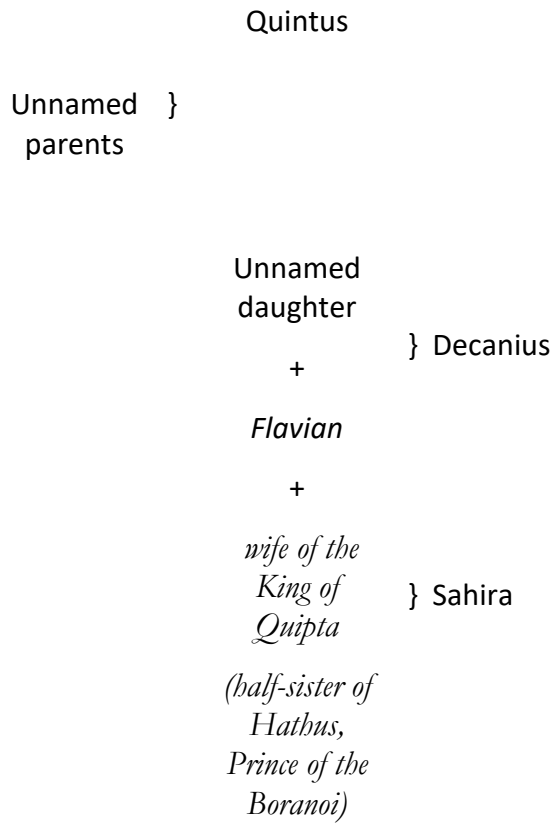 Quintus
Unnamed }
parents
Unnamed
daughter
} Decanius
+
Flavian
+
wife of the
King of
} Sahira
Quipta
(half-sister of
Hathus,
Prince of the
Boranoi)